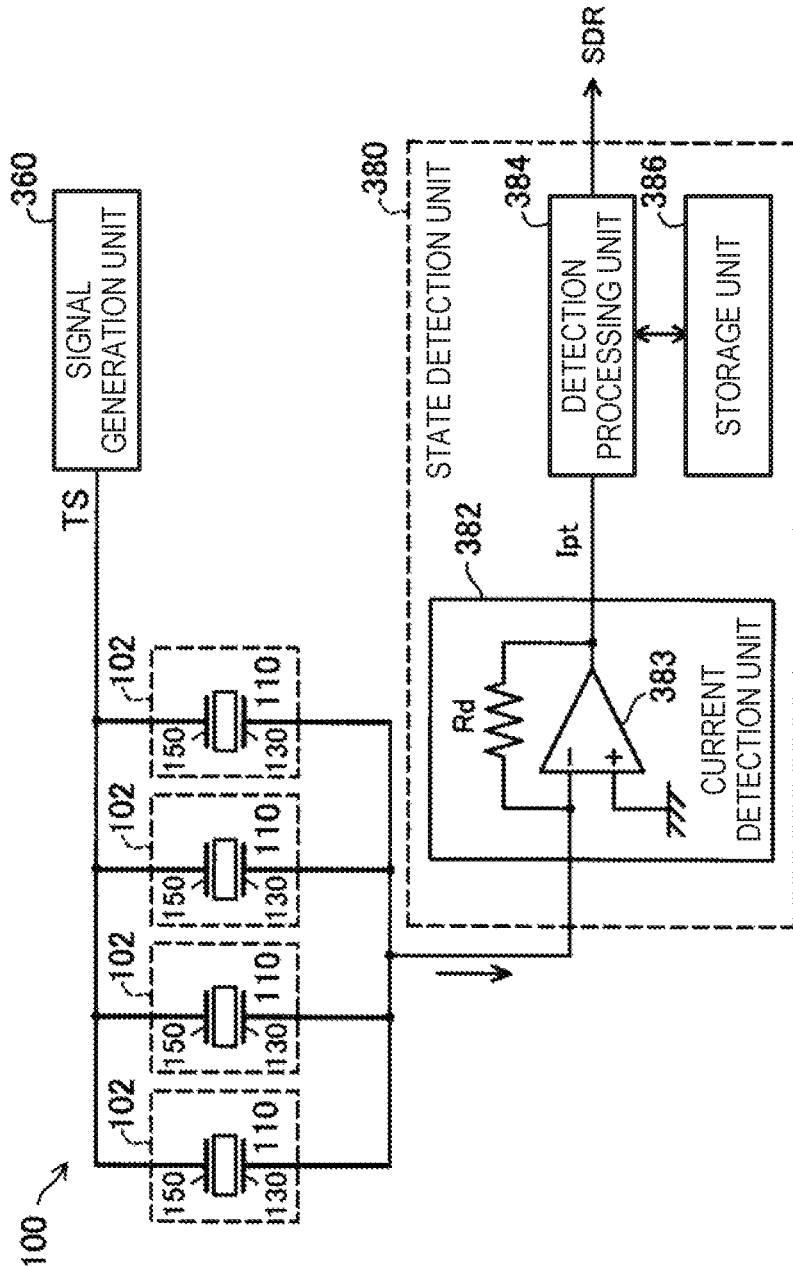 100
TS
SIGNAL
GENERATION UNIT
360
102
102
102
102
150
110
130
150
110
130
150
110
130
150
110
130
380
STATE DETECTION UNIT
382
Rd
383
CURRENT
DETECTION UNIT
Ipt
384
DETECTION
PROCESSING UNIT
SDR
386
STORAGE UNIT
−
+